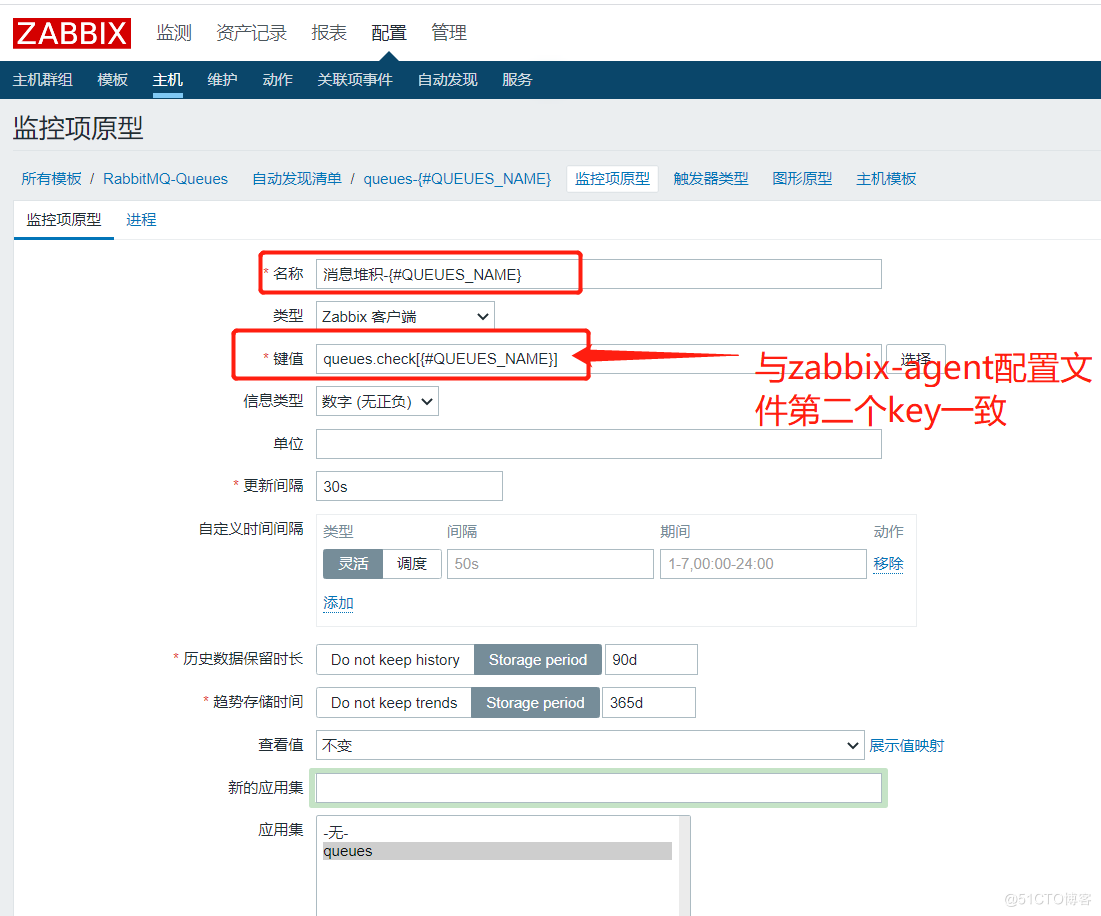 ZABBIX 监测 资产记录 报表 配置 管理
主机群组 模板 主机 维护 动作 关联项事件 自动发现 服务
监控项原型
所有模板 / RabbitMQ-Queues 自动发现清单 / queues-{#QUEUES_NAME} 监控项原型 触发器类型 图形原型 主机模板
监控项原型 进程
* 名称 消息堆积-{#QUEUES_NAME}
类型 Zabbix 客户端
* 键值 queues.check[{#QUEUES_NAME}] 选择
与zabbix-agent配置文
件第二个key一致
信息类型 数字 (无正负)
单位
* 更新间隔 30s
自定义时间间隔 类型 间隔 期间 动作
灵活 调度 50s 1-7,00:00-24:00 移除
添加
* 历史数据保留时长 Do not keep history Storage period 90d
* 趋势存储时间 Do not keep trends Storage period 365d
查看值 不变 展示值映射
新的应用集
应用集 -无-
queues
@51CTO博客